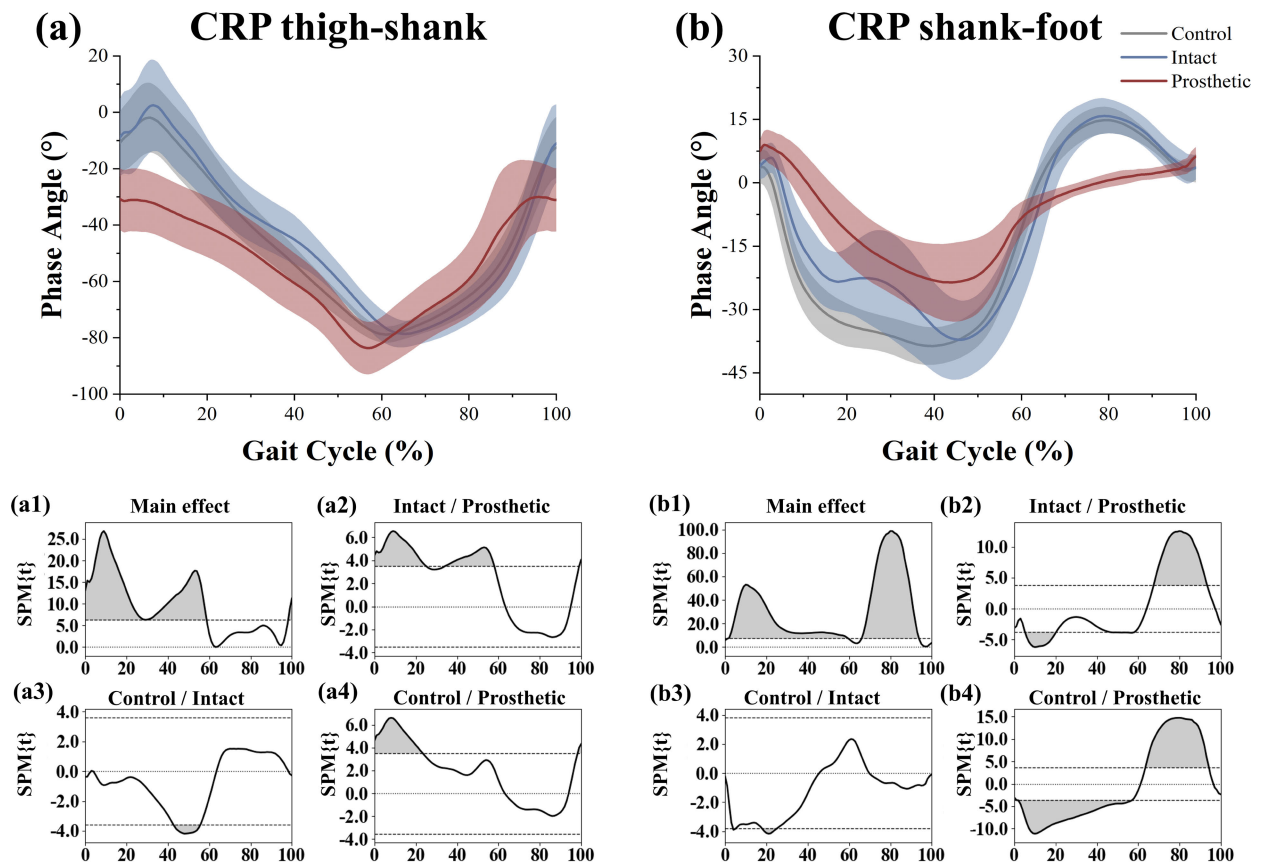 (a) CRP thigh-shank
20
0
-20
-40
-60
-80
-100
Phase Angle (°)
0 20 40 60 80 100
Gait Cycle (%)
(b) CRP shank-foot
Control
Intact
Prosthetic
30
15
0
-15
-30
-45
Phase Angle (°)
0 20 40 60 80 100
Gait Cycle (%)
(a1) Main effect
25.0
20.0
15.0
10.0
5.0
0.0
SPM{t}
0 20 40 60 80 100
(a2) Intact / Prosthetic
6.0
4.0
2.0
0.0
-2.0
-4.0
SPM{t}
0 20 40 60 80 100
(b1) Main effect
100.0
80.0
60.0
40.0
20.0
0.0
SPM{t}
0 20 40 60 80 100
(b2) Intact / Prosthetic
10.0
5.0
0.0
-5.0
SPM{t}
0 20 40 60 80 100
(a3) Control / Intact
4.0
2.0
0.0
-2.0
-4.0
SPM{t}
0 20 40 60 80 100
(a4) Control / Prosthetic
6.0
4.0
2.0
0.0
-2.0
-4.0
SPM{t}
0 20 40 60 80 100
(b3) Control / Intact
4.0
2.0
0.0
-2.0
-4.0
SPM{t}
0 20 40 60 80 100
(b4) Control / Prosthetic
15.0
10.0
5.0
0.0
-5.0
-10.0
SPM{t}
0 20 40 60 80 100